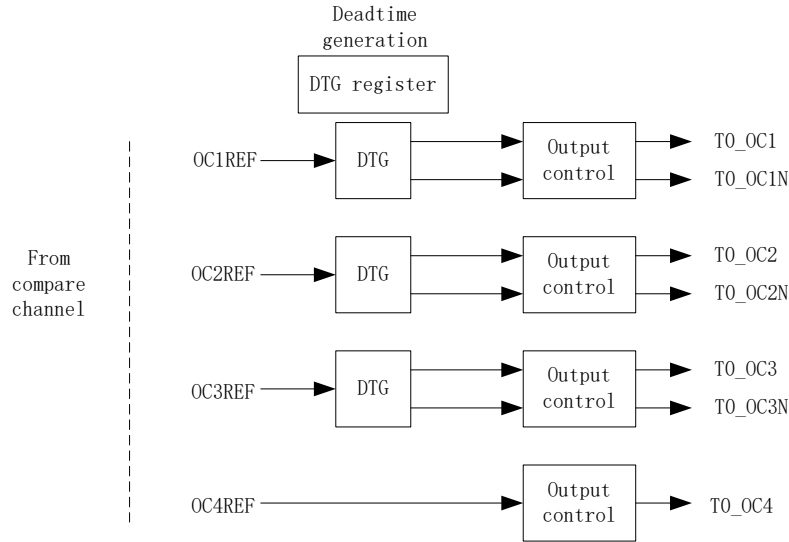 Deadtime
generation
DTG register
OC1REF
DTG
Output
control
TO_OC1
TO_OC1N
From
compare
channel
OC2REF
DTG
Output
control
TO_OC2
TO_OC2N
OC3REF
DTG
Output
control
TO_OC3
TO_OC3N
OC4REF
Output
control
TO_OC4